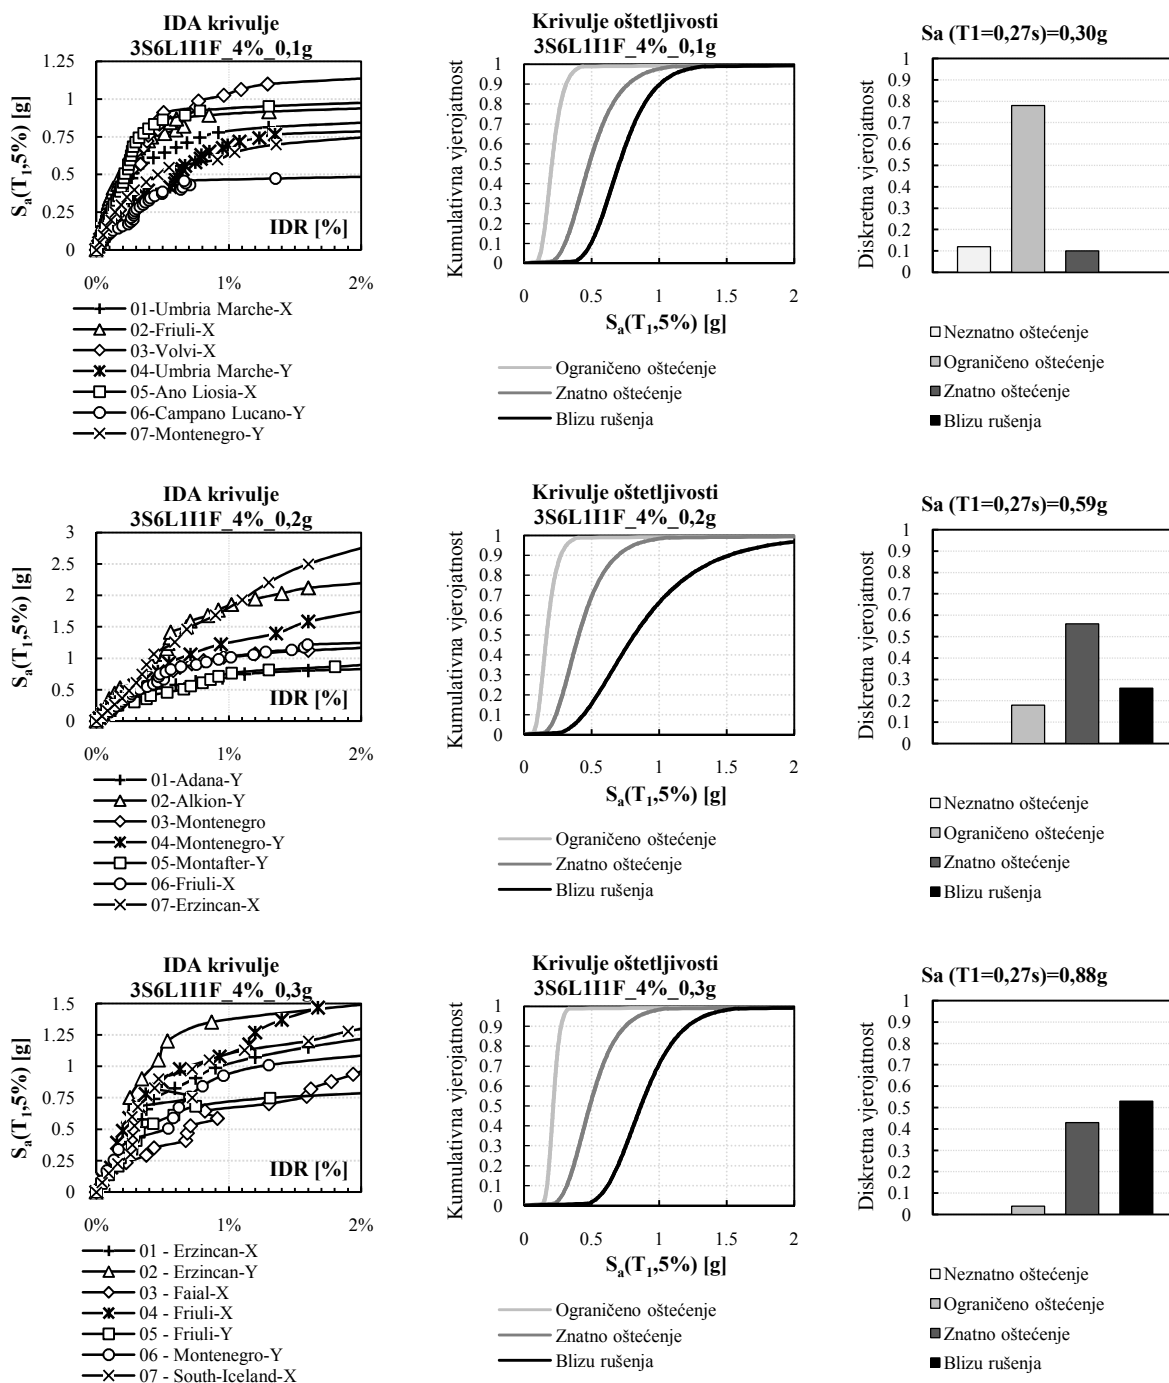 IDA krivulje
3S6L1I1F_4%_0,1g
1.25
1
0.75
0.5
0.25
0
Sa(T1,5%) [g]
IDR [%]
0% 1% 2%
01-Umbria Marche-X
02-Friuli-X
03-Volvi-X
04-Umbria Marche-Y
05-Ano Liosia-X
06-Campano Lucano-Y
07-Montenegro-Y
Krivulje oštetljivosti
3S6L1I1F_4%_0,1g
1
0.9
0.8
0.7
0.6
0.5
0.4
0.3
0.2
0.1
0
Kumulativna vjerojatnost
0 0.5 1 1.5 2
Sa(T1,5%) [g]
Ograničeno oštećenje
Znatno oštećenje
Blizu rušenja
Sa (T1=0,27s)=0,30g
1
0.9
0.8
0.7
0.6
0.5
0.4
0.3
0.2
0.1
0
Diskretna vjerojatnost
Neznatno oštećenje
Ograničeno oštećenje
Znatno oštećenje
Blizu rušenja
IDA krivulje
3S6L1I1F_4%_0,2g
3
2.5
2
1.5
1
0.5
0
Sa(T1,5%) [g]
IDR [%]
0% 1% 2%
01-Adana-Y
02-Alkion-Y
03-Montenegro
04-Montenegro-Y
05-Montafter-Y
06-Friuli-X
07-Erzincan-X
Krivulje oštetljivosti
3S6L1I1F_4%_0,2g
1
0.9
0.8
0.7
0.6
0.5
0.4
0.3
0.2
0.1
0
Kumulativna vjerojatnost
0 0.5 1 1.5 2
Sa(T1,5%) [g]
Ograničeno oštećenje
Znatno oštećenje
Blizu rušenja
Sa (T1=0,27s)=0,59g
1
0.9
0.8
0.7
0.6
0.5
0.4
0.3
0.2
0.1
0
Diskretna vjerojatnost
Neznatno oštećenje
Ograničeno oštećenje
Znatno oštećenje
Blizu rušenja
IDA krivulje
3S6L1I1F_4%_0,3g
1.5
1.25
1
0.75
0.5
0.25
0
Sa(T1,5%) [g]
IDR [%]
0% 1% 2%
01 - Erzincan-X
02 - Erzincan-Y
03 - Faial-X
04 - Friuli-X
05 - Friuli-Y
06 - Montenegro-Y
07 - South-Iceland-X
Krivulje oštetljivosti
3S6L1I1F_4%_0,3g
1
0.9
0.8
0.7
0.6
0.5
0.4
0.3
0.2
0.1
0
Kumulativna vjerojatnost
0 0.5 1 1.5 2
Sa(T1,5%) [g]
Ograničeno oštećenje
Znatno oštećenje
Blizu rušenja
Sa (T1=0,27s)=0,88g
1
0.9
0.8
0.7
0.6
0.5
0.4
0.3
0.2
0.1
0
Diskretna vjerojatnost
Neznatno oštećenje
Ograničeno oštećenje
Znatno oštećenje
Blizu rušenja